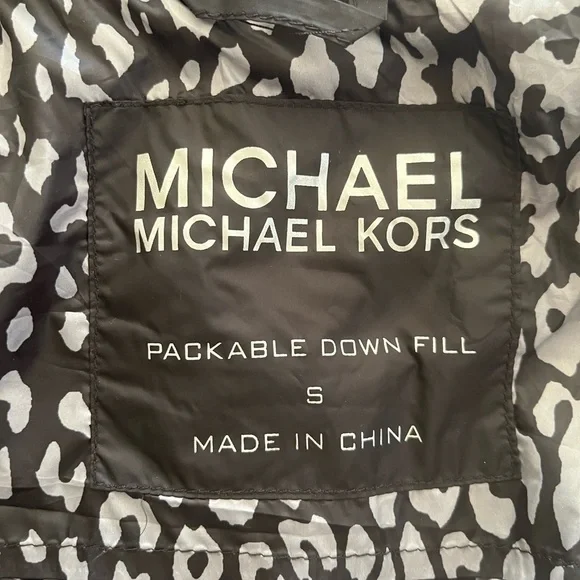 MICHAEL
MICHAEL KORS
PACKABLE DOWN FILL
S
MADE IN CHINA